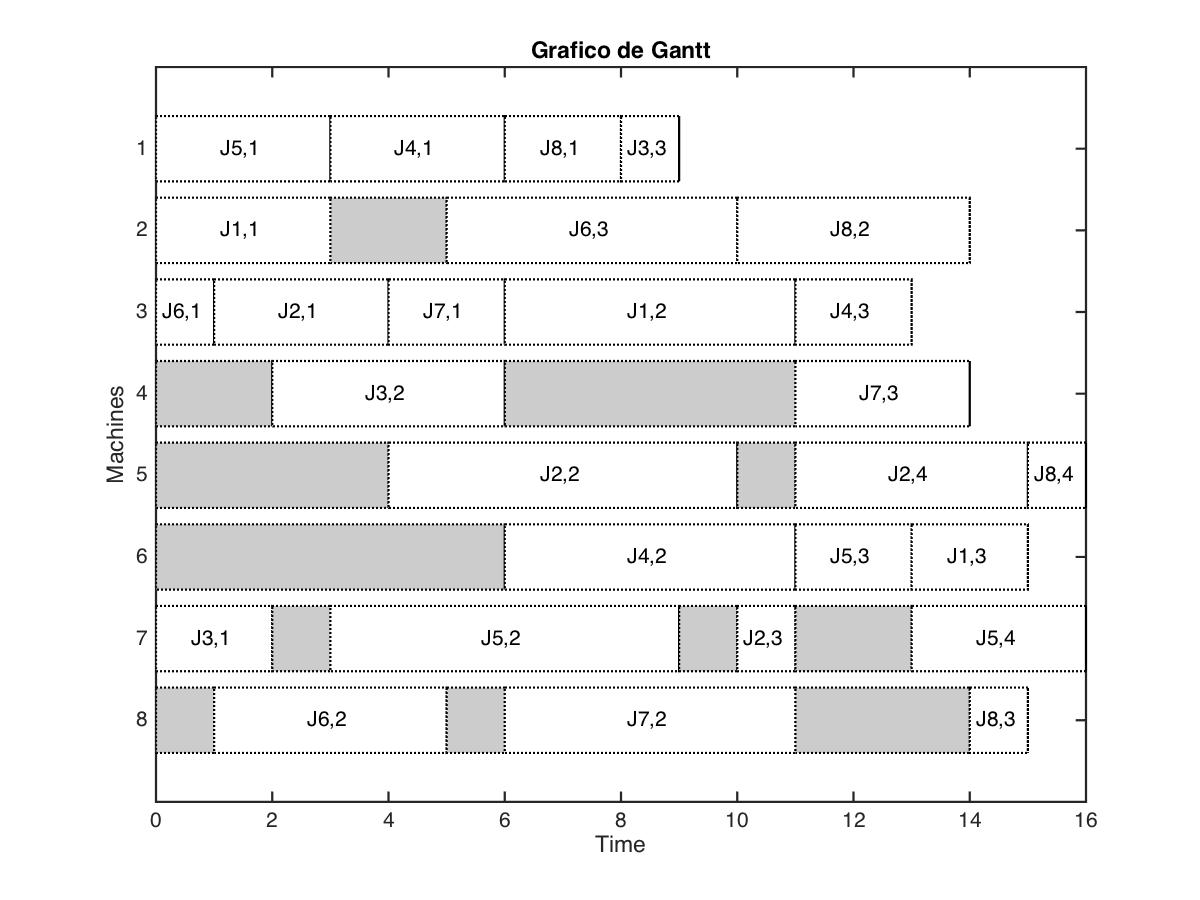 Grafico de Gantt
1 J5,1 J4,1 J8,1 J3,3
2 J1,1 J6,3 J8,2
3 J6,1 J2,1 J7,1 J1,2 J4,3
4 J3,2 J7,3
Machines
5 J2,2 J2,4 J8,4
6 J4,2 J5,3 J1,3
7 J3,1 J5,2 J2,3 J5,4
8 J6,2 J7,2 J8,3
0 2 4 6 8 10 12 14 16
Time